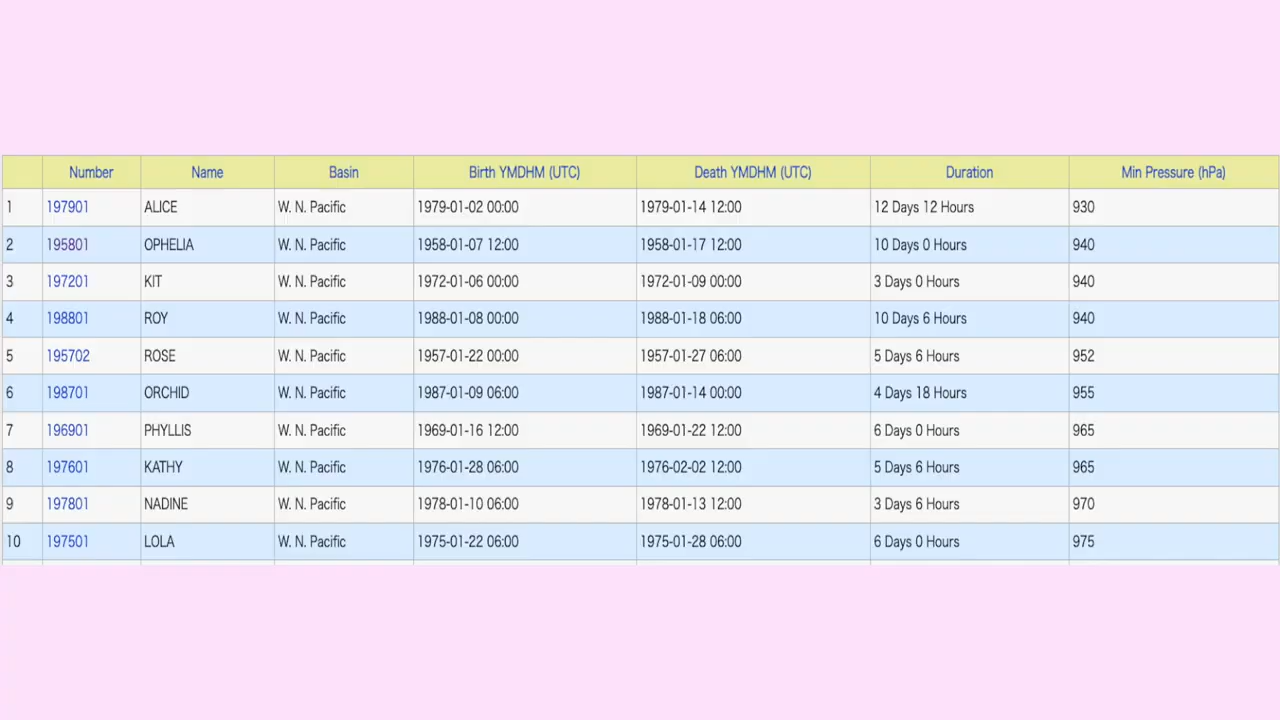 Number Name Basin Birth YMDHM (UTC) Death YMDHM (UTC) Duration Min Pressure (hPa)
1 197901 ALICE W. N. Pacific 1979-01-02 00:00 1979-01-14 12:00 12 Days 12 Hours 930
2 195801 OPHELIA W. N. Pacific 1958-01-07 12:00 1958-01-17 12:00 10 Days 0 Hours 940
3 197201 KIT W. N. Pacific 1972-01-06 00:00 1972-01-09 00:00 3 Days 0 Hours 940
4 198801 ROY W. N. Pacific 1988-01-08 00:00 1988-01-18 06:00 10 Days 6 Hours 940
5 195702 ROSE W. N. Pacific 1957-01-22 00:00 1957-01-27 06:00 5 Days 6 Hours 952
6 198701 ORCHID W. N. Pacific 1987-01-09 06:00 1987-01-14 00:00 4 Days 18 Hours 955
7 196901 PHYLLIS W. N. Pacific 1969-01-16 12:00 1969-01-22 12:00 6 Days 0 Hours 965
8 197601 KATHY W. N. Pacific 1976-01-28 06:00 1976-02-02 12:00 5 Days 6 Hours 965
9 197801 NADINE W. N. Pacific 1978-01-10 06:00 1978-01-13 12:00 3 Days 6 Hours 970
10 197501 LOLA W. N. Pacific 1975-01-22 06:00 1975-01-28 06:00 6 Days 0 Hours 975